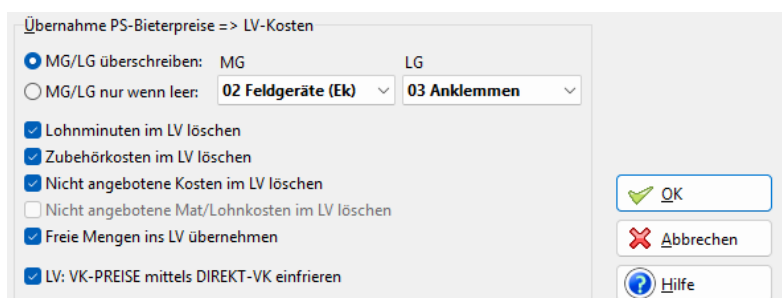 Übernahme PS-Bieterpreise => LV-Kosten
MG/LG überschreiben: MG LG
MG/LG nur wenn leer: 02 Feldgeräte (Ek) 03 Anklemmen
Lohnminuten im LV löschen
Zubehörkosten im LV löschen
Nicht angebotene Kosten im LV löschen
Nicht angebotene Mat/Lohnkosten im LV löschen
Freie Mengen ins LV übernehmen
LV: VK-PREISE mittels DIREKT-VK einfrieren
OK
Abbrechen
Hilfe